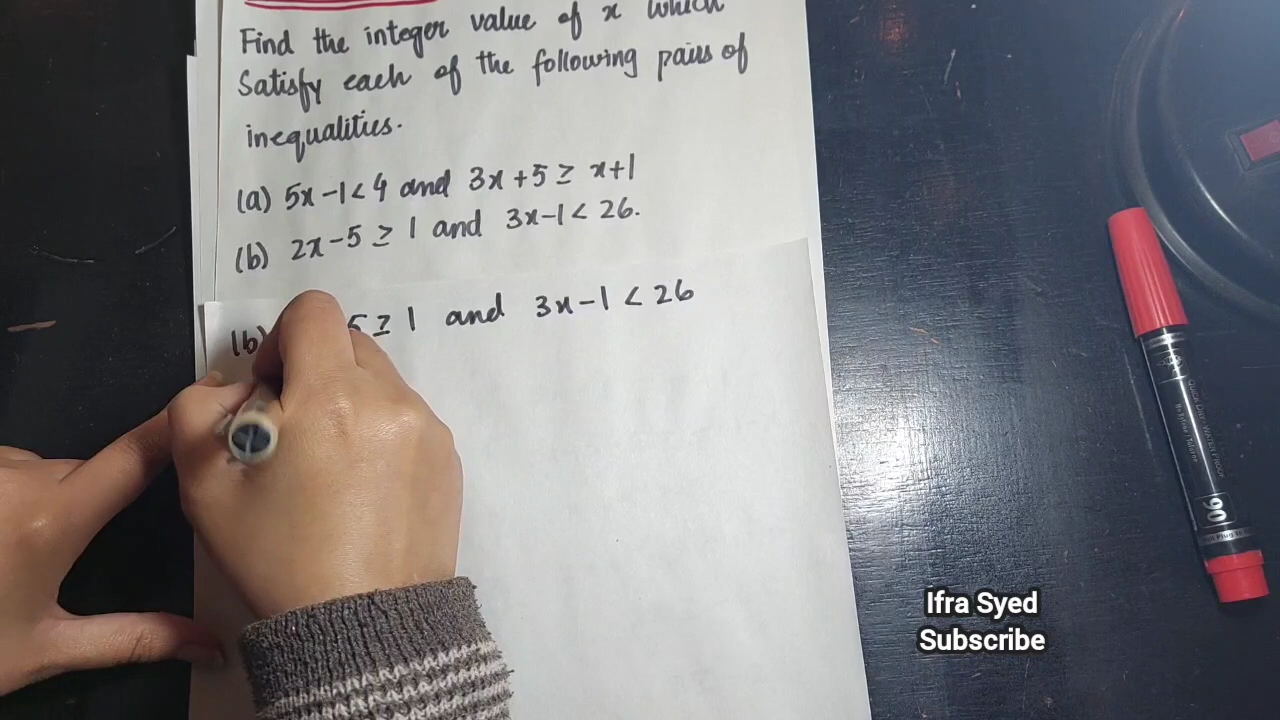 Find the integer value of x which
Satisfy each of the following pairs of
inequalities.
(a) 5x-1<4 and 3x+5≥ x+1
(b) 2x-5 ≥ 1 and 3x-1< 26.
(b) 5 ≥ 1 and 3x-1 < 26
90
Ifra Syed
Subscribe